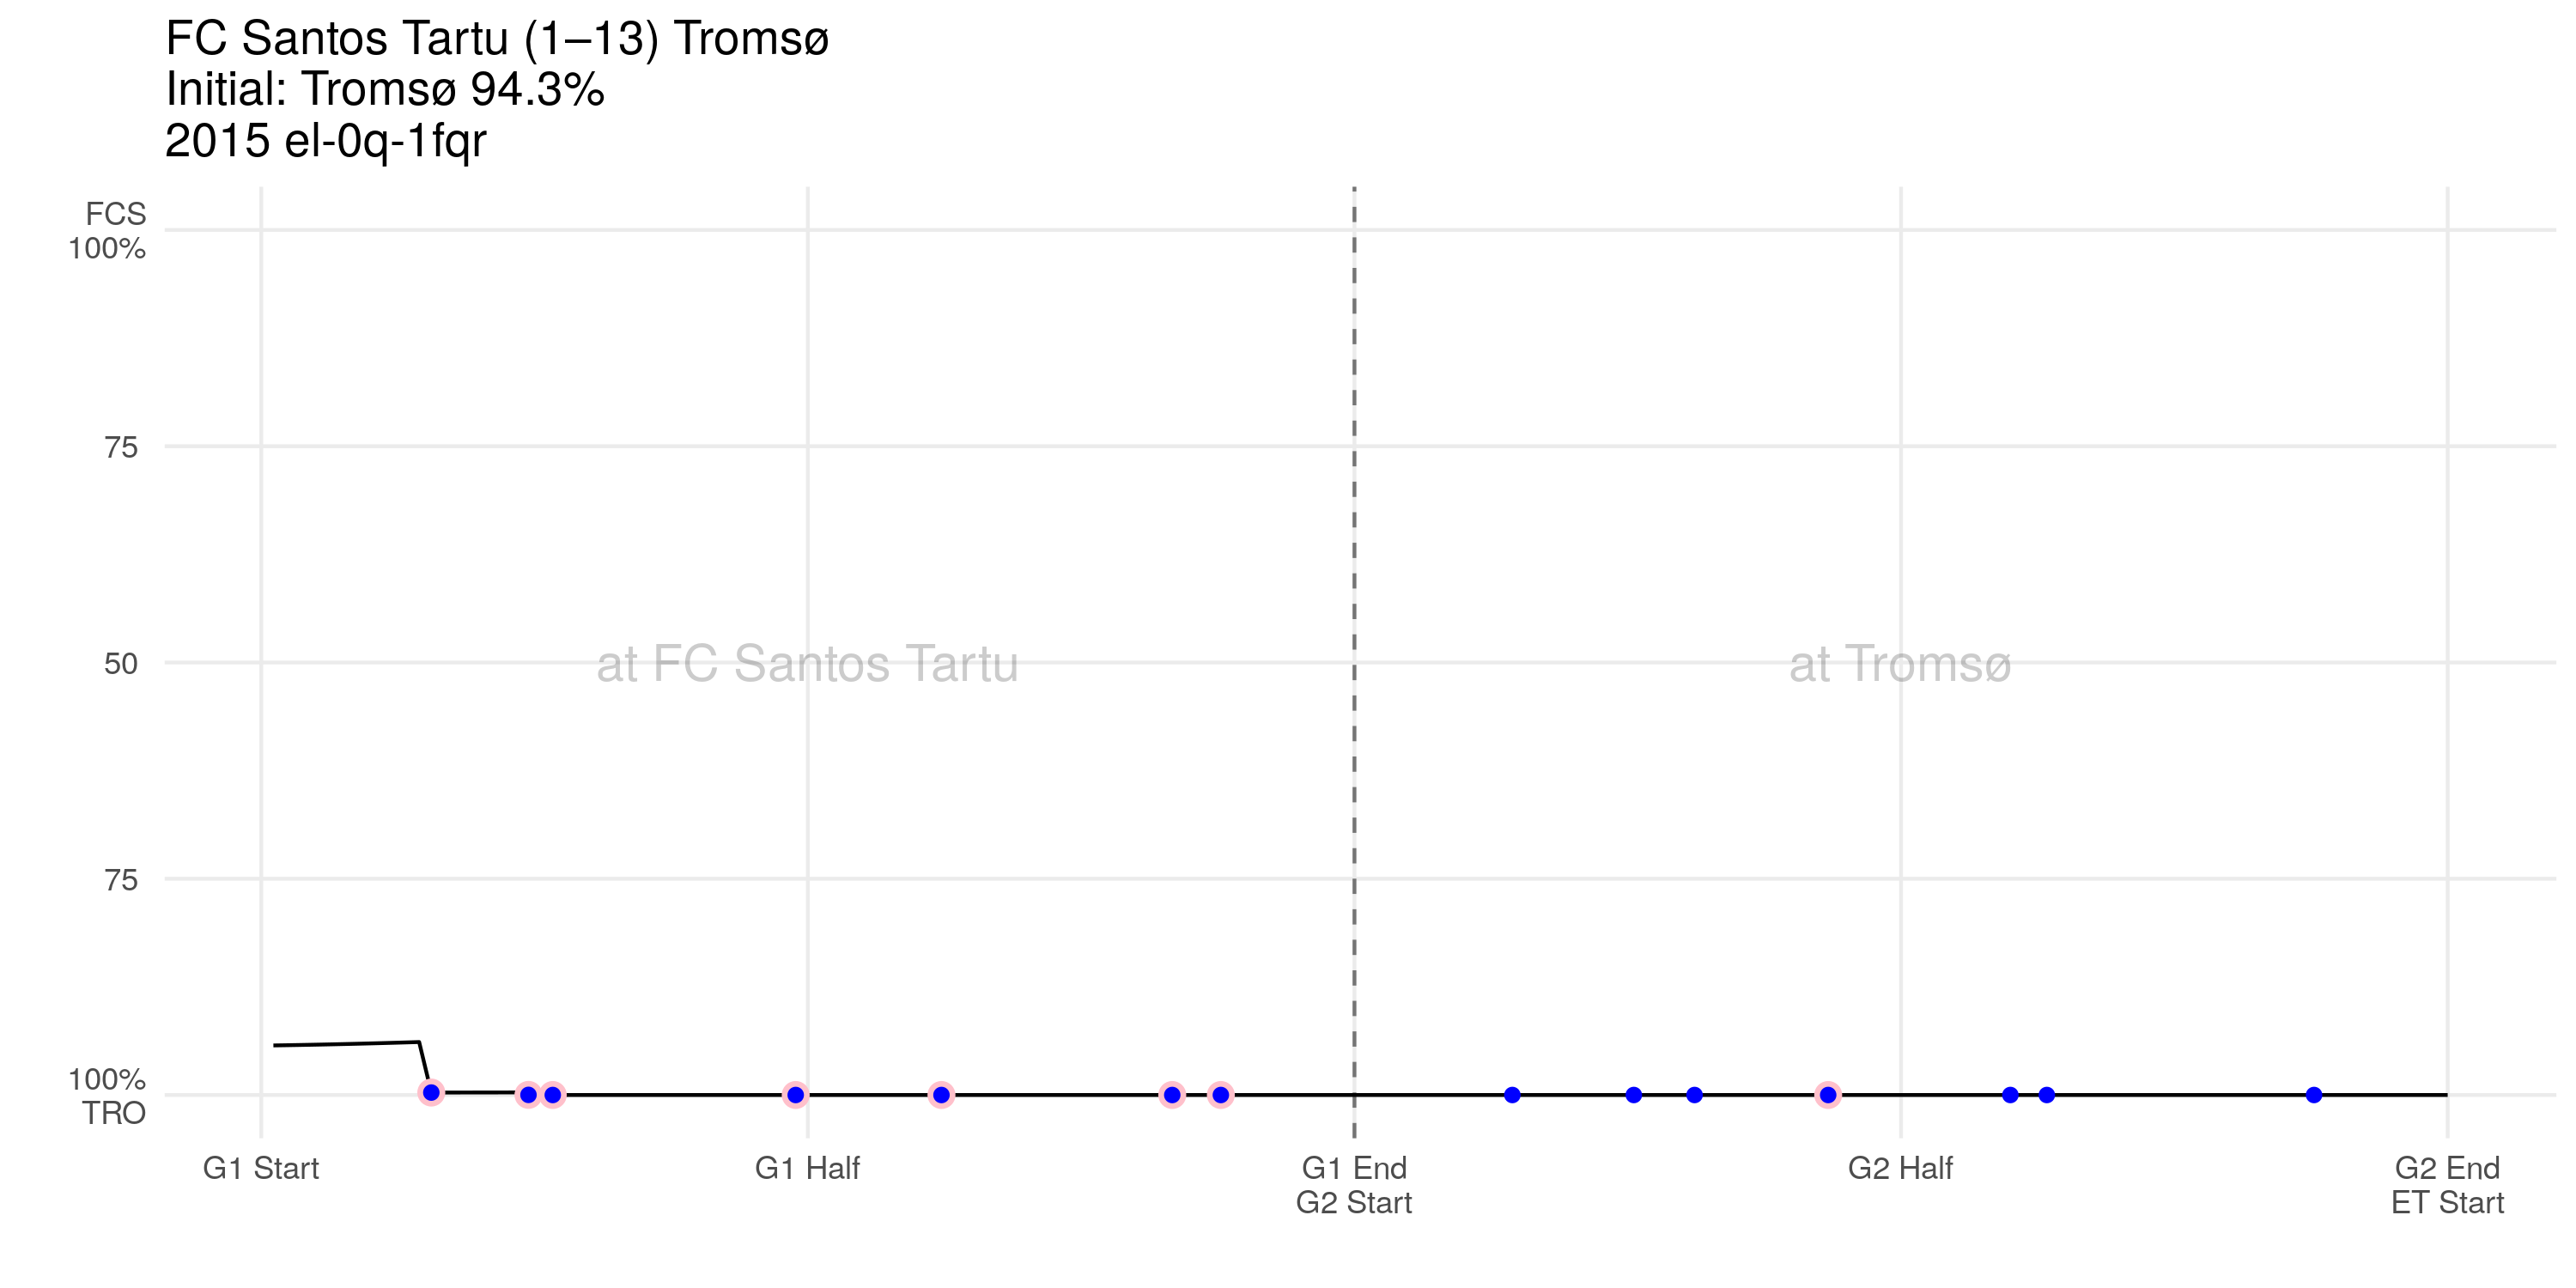 FC Santos Tartu (1–13) Tromsø
Initial: Tromsø 94.3%
2015 el-0q-1fqr
FCS
100%
75
50
75
100%
TRO
at FC Santos Tartu
at Tromsø
G1 Start
G1 Half
G1 End
G2 Start
G2 Half
G2 End
ET Start